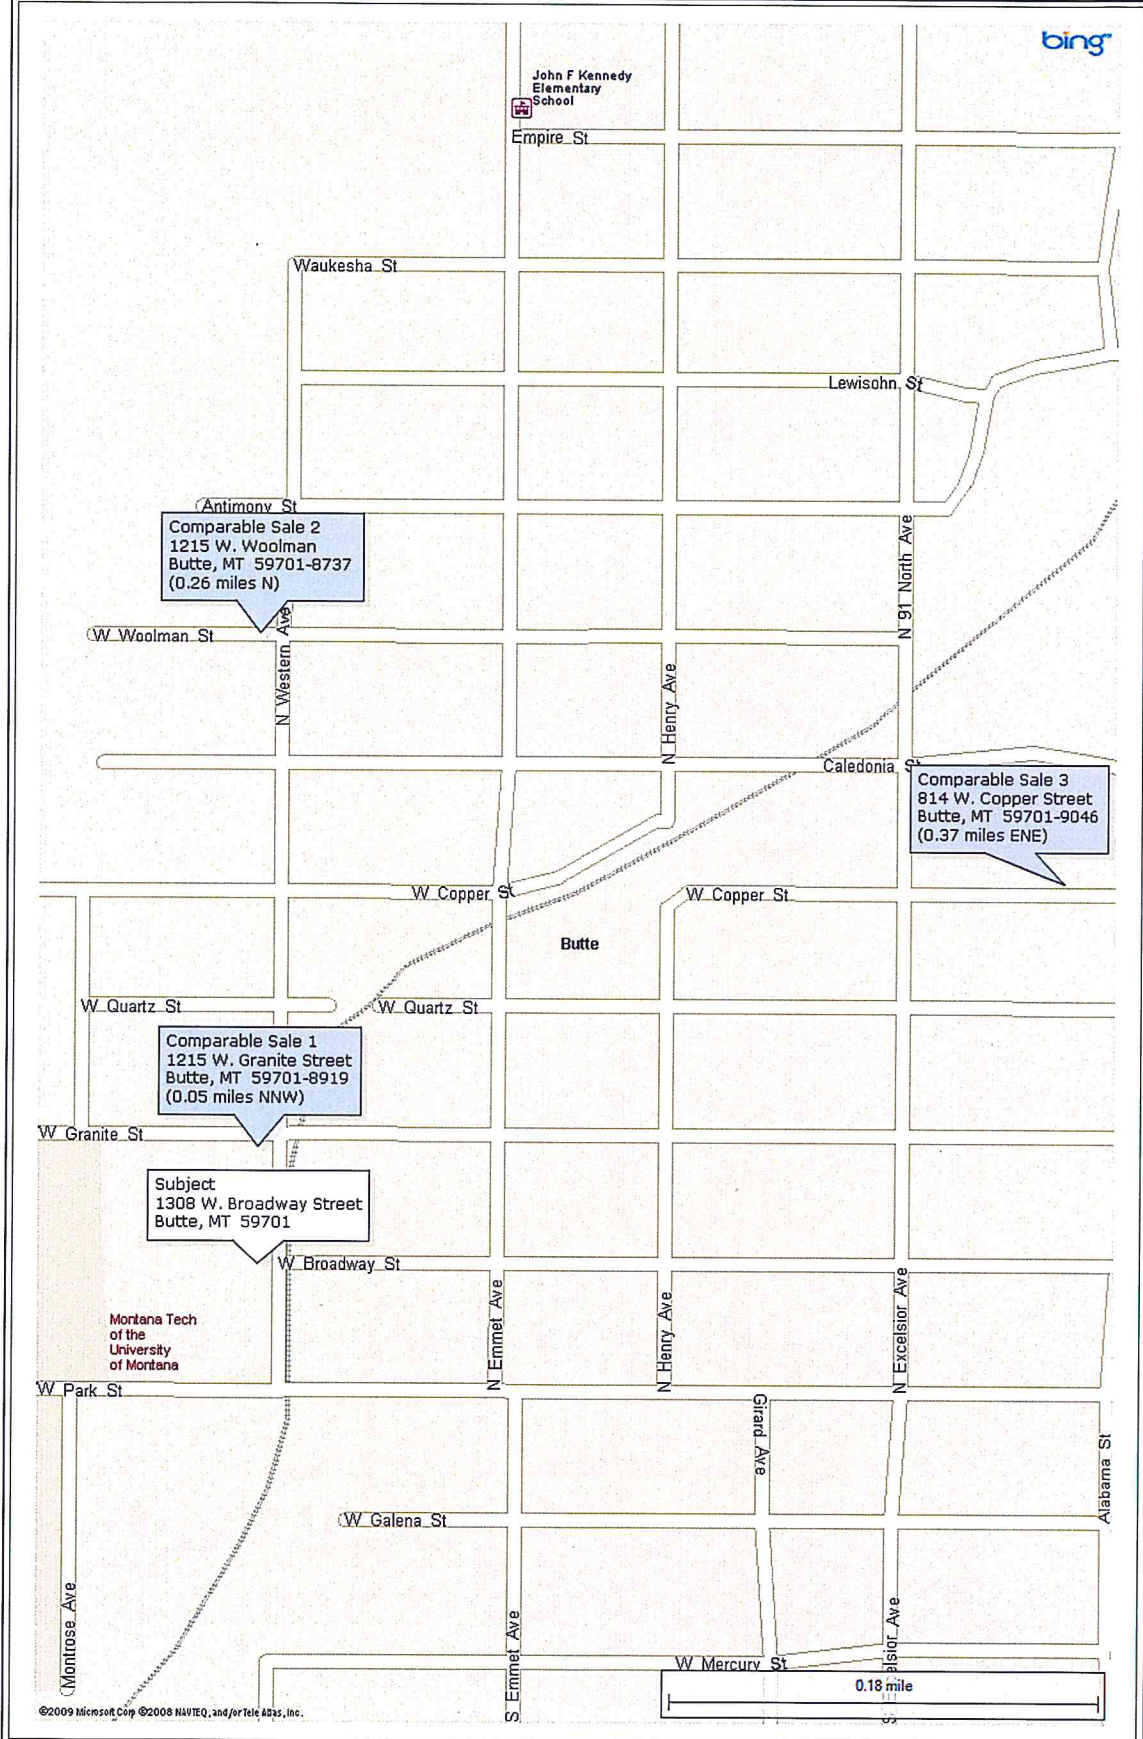 bing™
John F Kennedy
Elementary
School
Empire St
Waukesha St
Lewisohn St
Antimony St
Comparable Sale 2
1215 W. Woolman
Butte, MT 59701-8737
(0.26 miles N)
N 91 North Ave
W Woolman St
N Western Ave
N Henry Ave
Caledonia St
Comparable Sale 3
814 W. Copper Street
Butte, MT 59701-9046
(0.37 miles ENE)
W Copper St
W Copper St
Butte
W Quartz St
W Quartz St
Comparable Sale 1
1215 W. Granite Street
Butte, MT 59701-8919
(0.05 miles NNW)
W Granite St
Subject
1308 W. Broadway Street
Butte, MT 59701
W Broadway St
N Emmet Ave
N Henry Ave
N Excelsior Ave
Montana Tech
of the
University
of Montana
W Park St
Girard Ave
Alabama St
W Galena St
Montrose Ave
S Emmet Ave
elsior Ave
W Mercury St
0.18 mile
©2009 Microsoft Corp ©2008 NAVTEQ, and/or Tele Atlas, Inc.